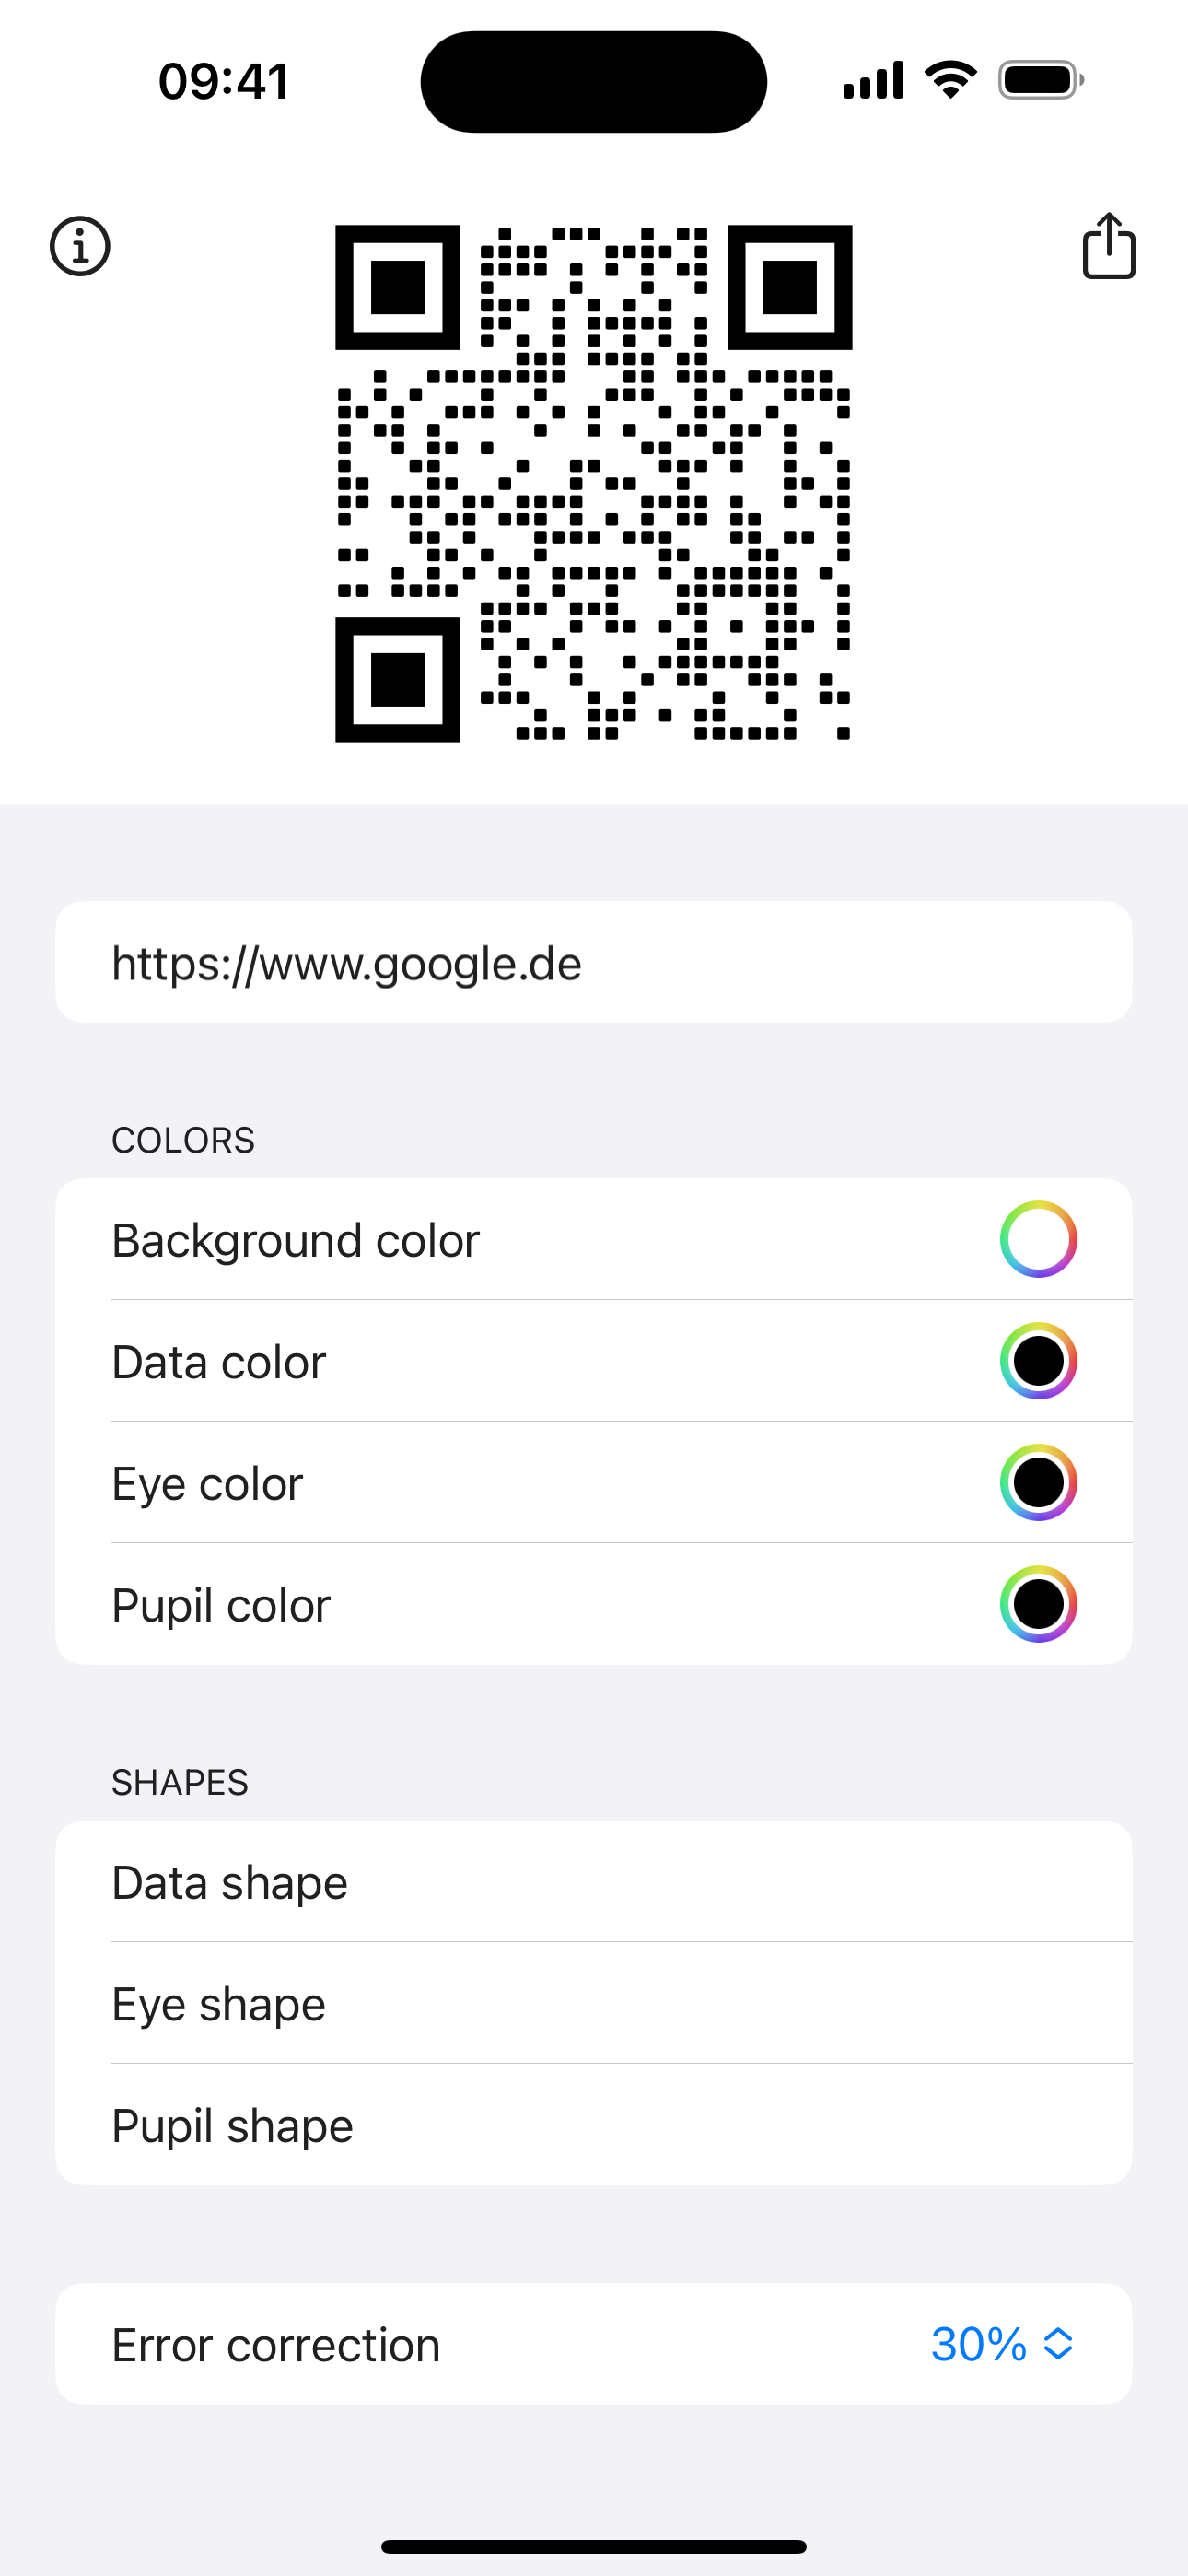 09:41
https://www.google.de
COLORS
Background color
Data color
Eye color
Pupil color
SHAPES
Data shape
Eye shape
Pupil shape
Error correction 30%